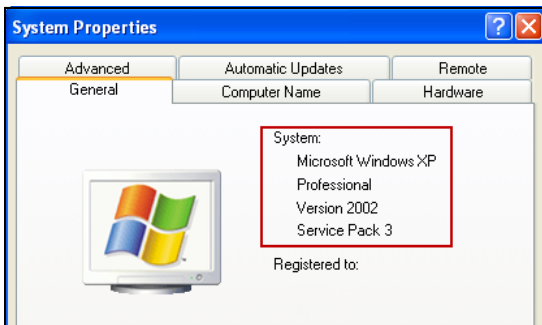 System Properties
Advanced Automatic Updates Remote
General Computer Name Hardware
System:
Microsoft Windows XP
Professional
Version 2002
Service Pack 3
Registered to: